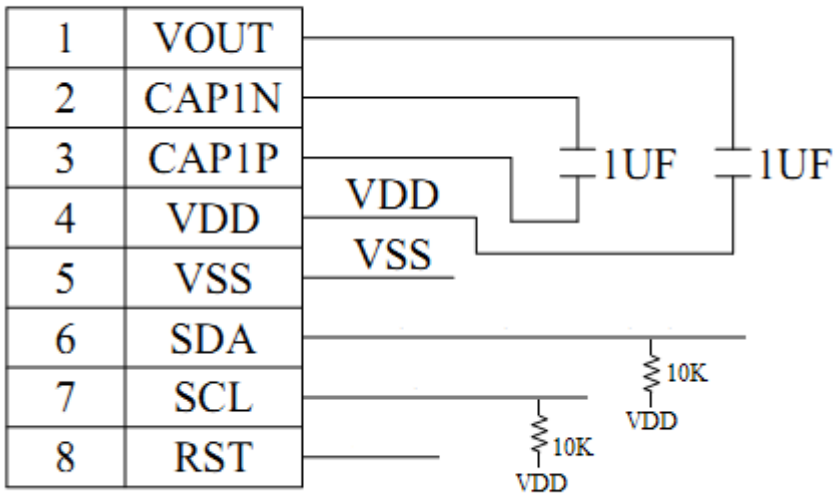 1 VOUT
2 CAP1N
3 CAP1P
1UF 1UF
4 VDD VDD
5 VSS VSS
6 SDA
10K
VDD
7 SCL
10K
VDD
8 RST